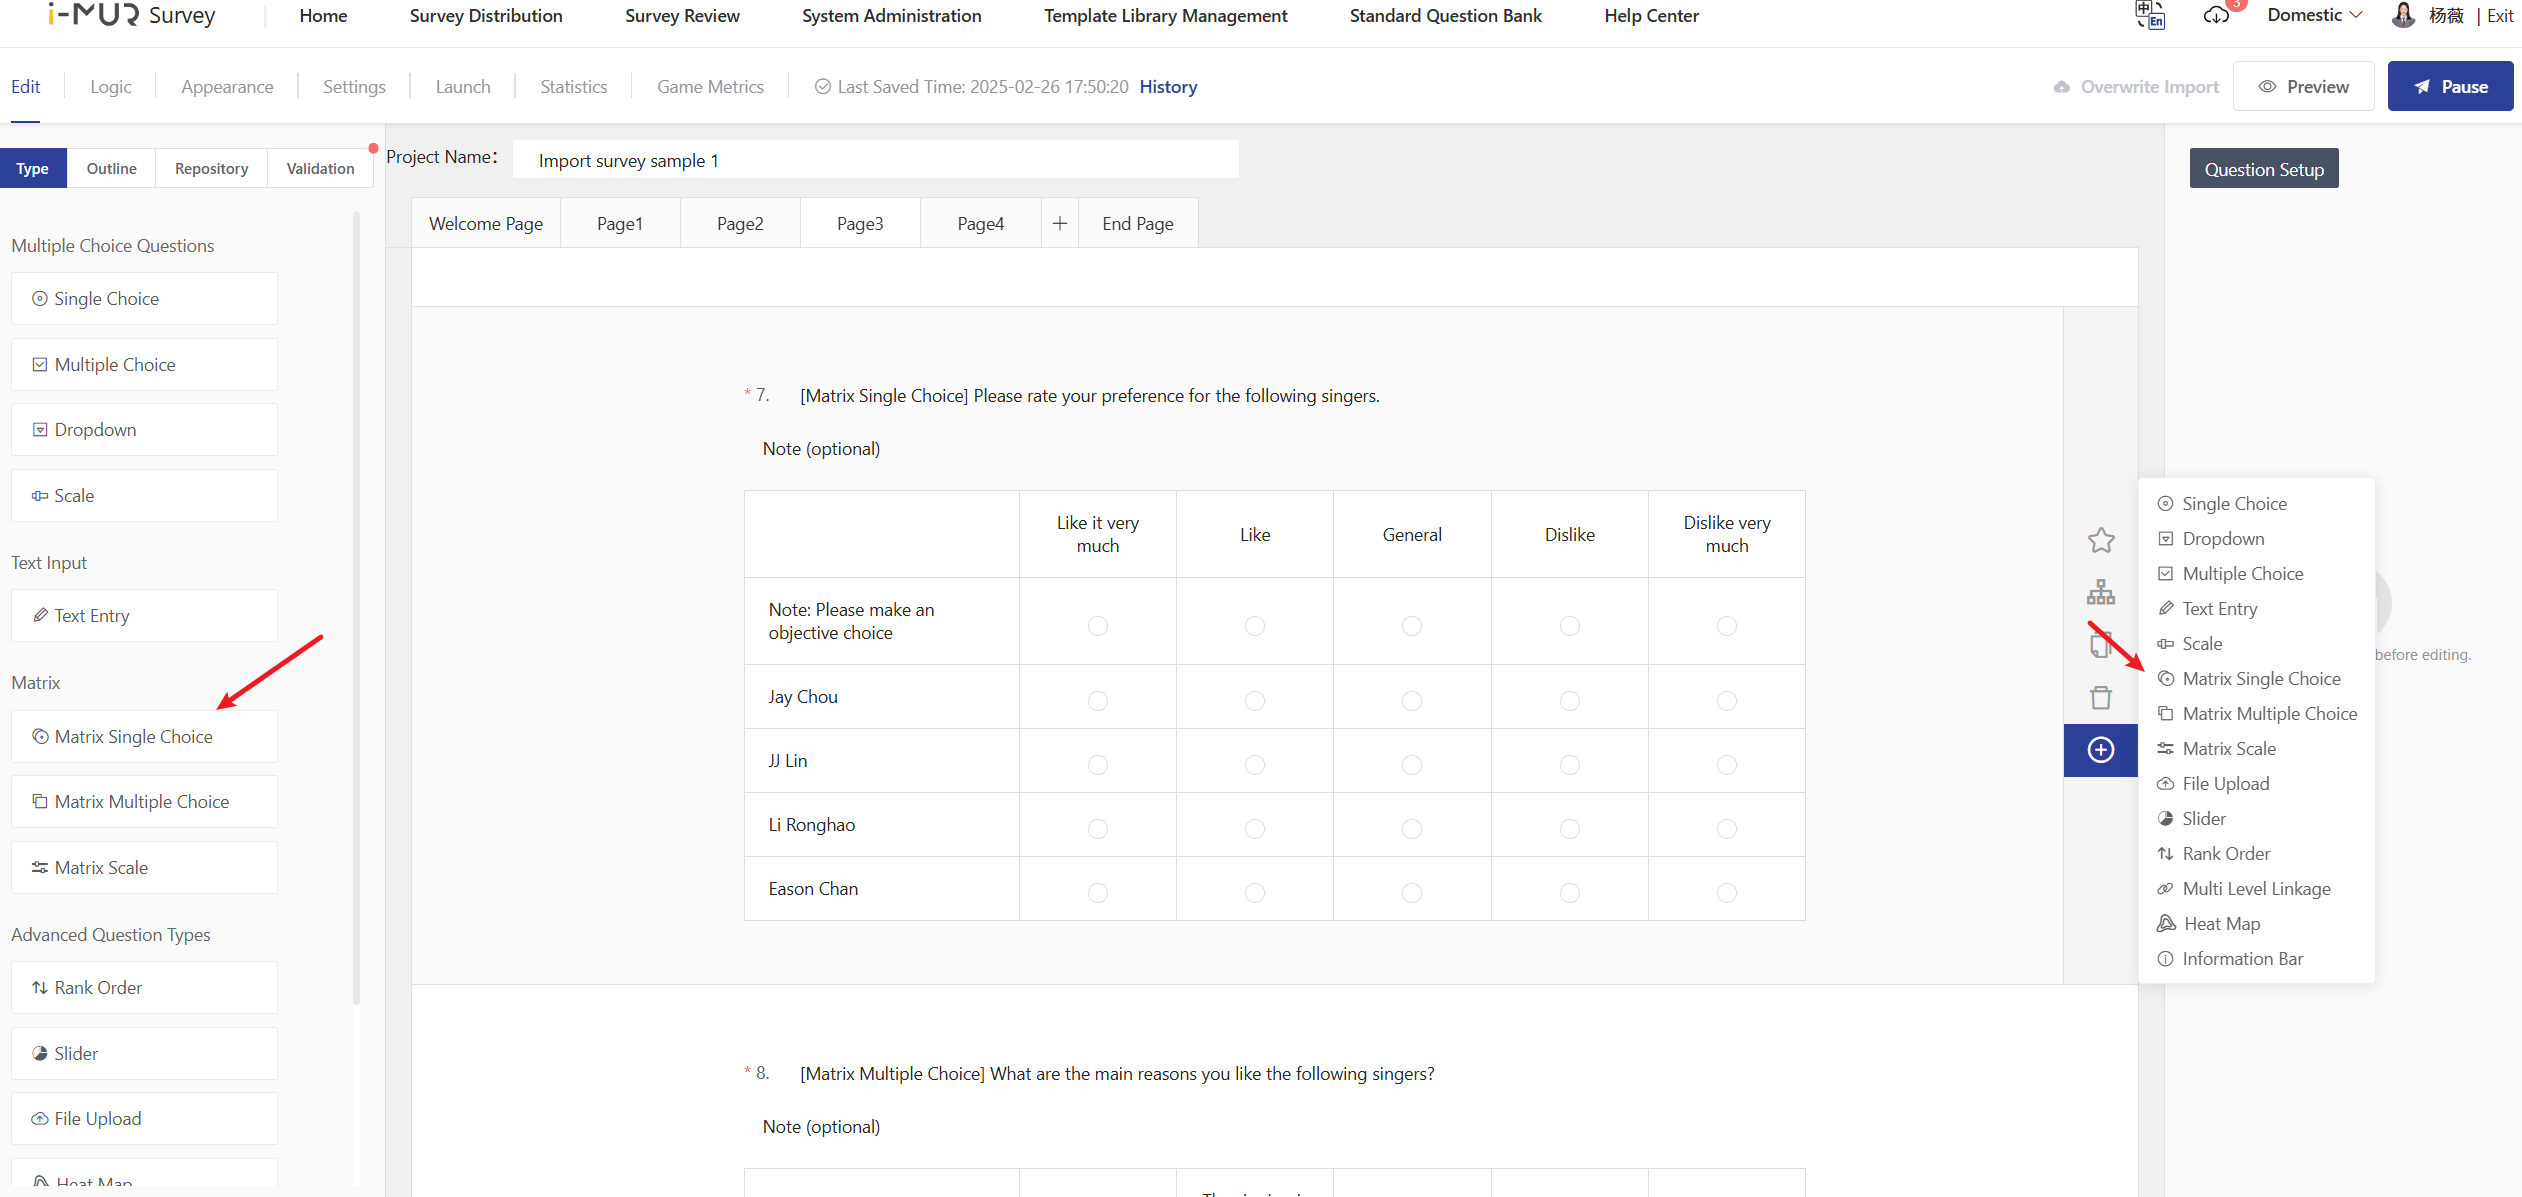 i-MUR Survey
Home
Survey Distribution
Survey Review
System Administration
Template Library Management
Standard Question Bank
Help Center
中 En
3
Domestic
杨薇
| Exit
Edit
Logic
Appearance
Settings
Launch
Statistics
Game Metrics
Last Saved Time: 2025-02-26 17:50:20 History
Overwrite Import
Preview
Pause
Type
Outline
Repository
Validation
Project Name：
Import survey sample 1
Question Setup
Welcome Page
Page1
Page2
Page3
Page4
+
End Page
Multiple Choice Questions
Single Choice
Multiple Choice
Dropdown
Scale
Text Input
Text Entry
Matrix
Matrix Single Choice
Matrix Multiple Choice
Matrix Scale
Advanced Question Types
Rank Order
Slider
File Upload
Heat Map
* 7. [Matrix Single Choice] Please rate your preference for the following singers.
Note (optional)
Like it very much
Like
General
Dislike
Dislike very much
Note: Please make an
objective choice
Jay Chou
JJ Lin
Li Ronghao
Eason Chan
* 8. [Matrix Multiple Choice] What are the main reasons you like the following singers?
Note (optional)
Single Choice
Dropdown
Multiple Choice
Text Entry
Scale
Matrix Single Choice
Matrix Multiple Choice
Matrix Scale
File Upload
Slider
Rank Order
Multi Level Linkage
Heat Map
Information Bar
before editing.